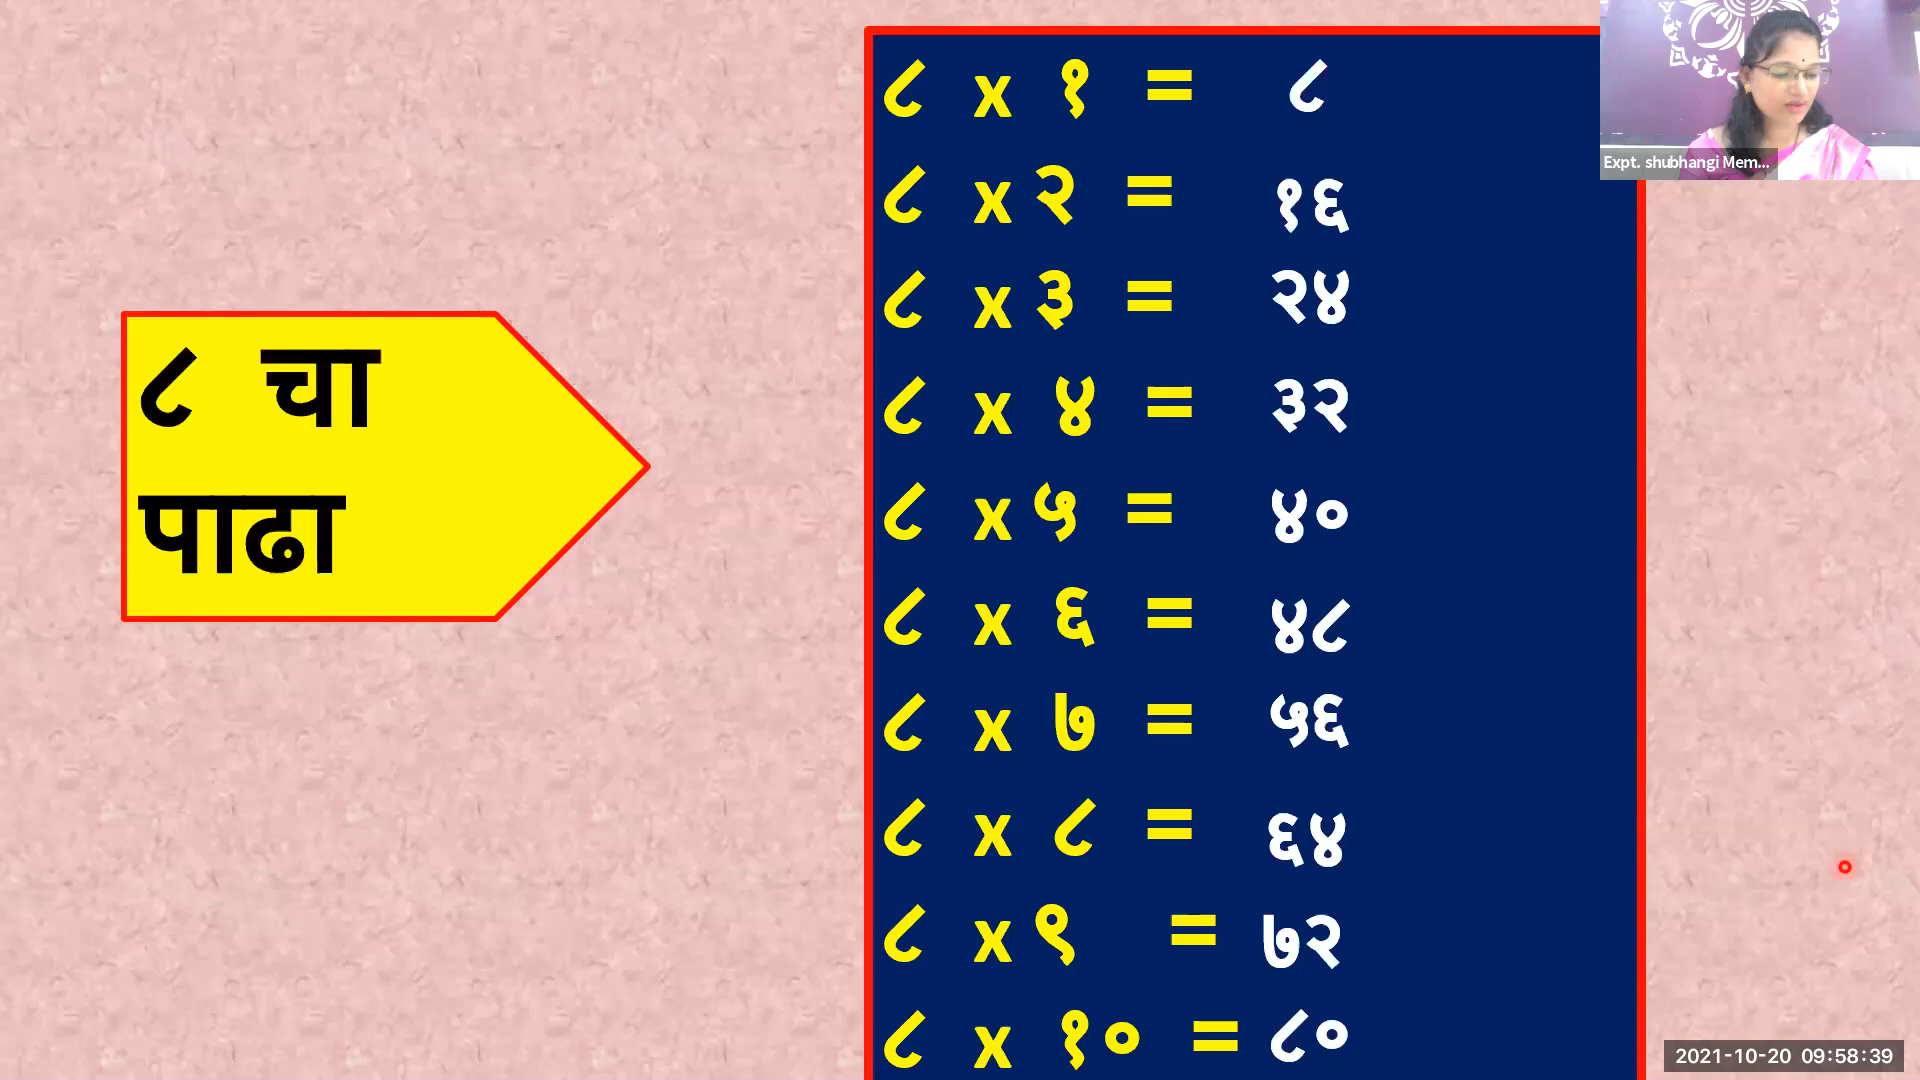 ८ चा
पाढा
८ x १ = ८
८ x २ = १६
८ x ३ = २४
८ x ४ = ३२
८ x ५ = ४०
८ x ६ = ४८
८ x ७ = ५६
८ x ८ = ६४
८ x ९ = ७२
८ x १० = ८०
Expt. shubhangi Mem...
2021-10-20 09:58:39